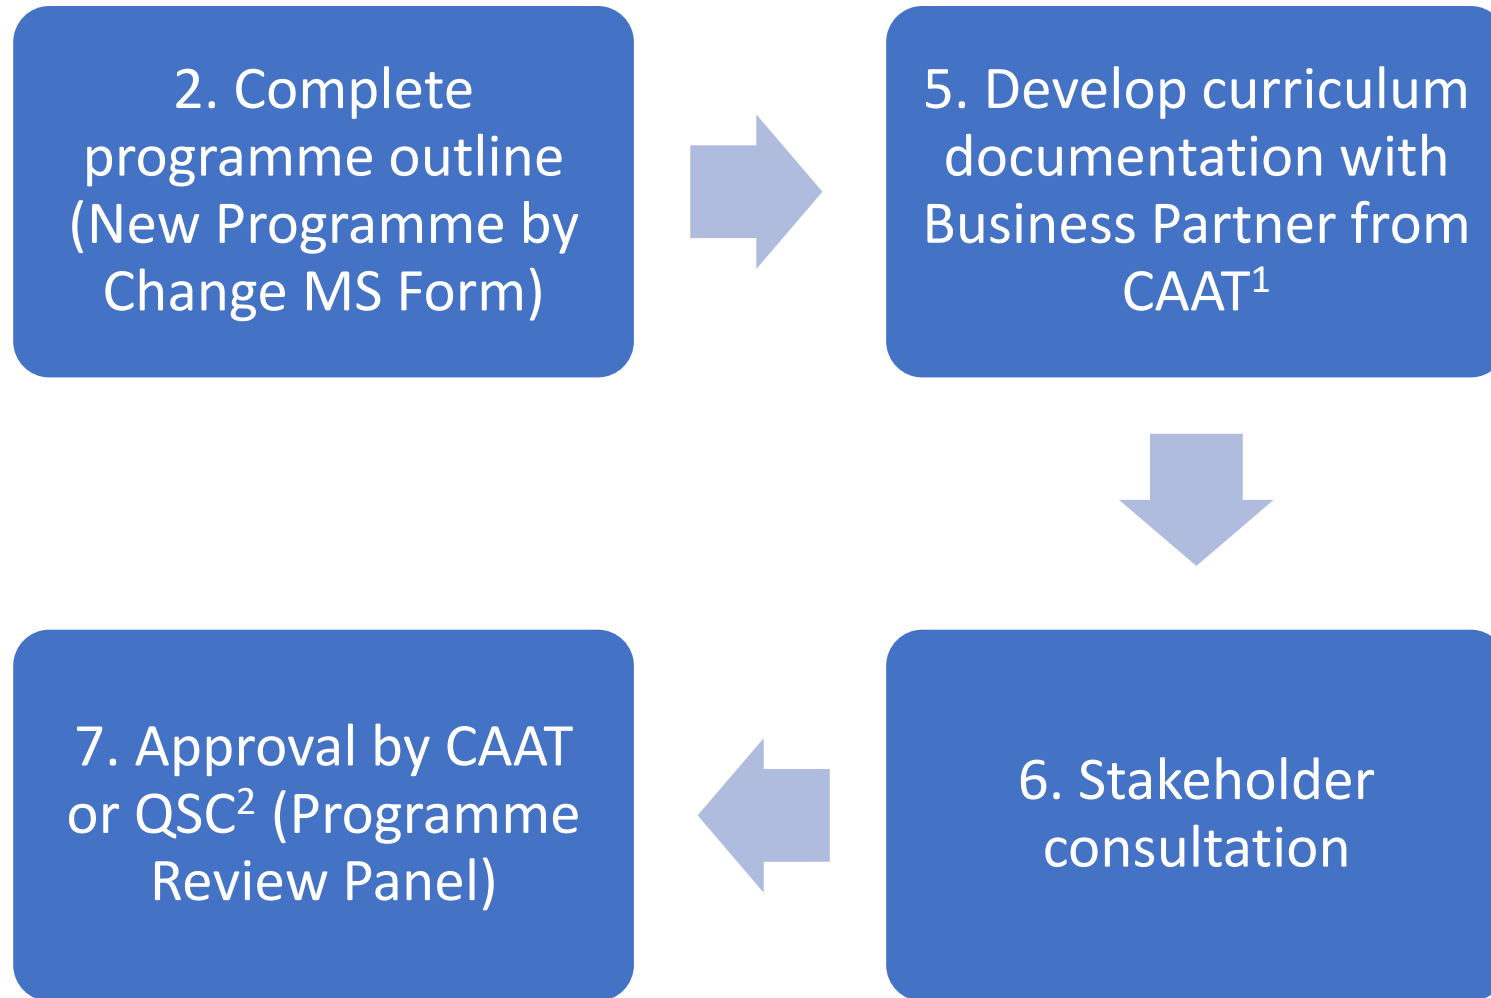 2. Complete
programme outline
(New Programme by
Change MS Form)
5. Develop curriculum
documentation with
Business Partner from
CAAT¹
6. Stakeholder
consultation
7. Approval by CAAT
or QSC² (Programme
Review Panel)